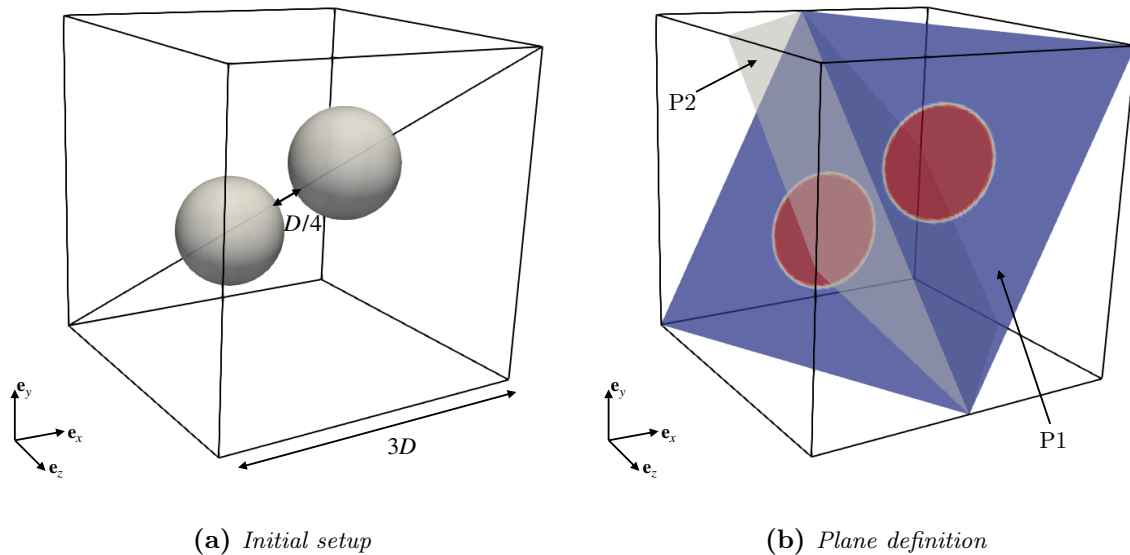 D/4
e_y
e_x
e_z
3D
(a) Initial setup
P2
P1
e_y
e_x
e_z
(b) Plane definition